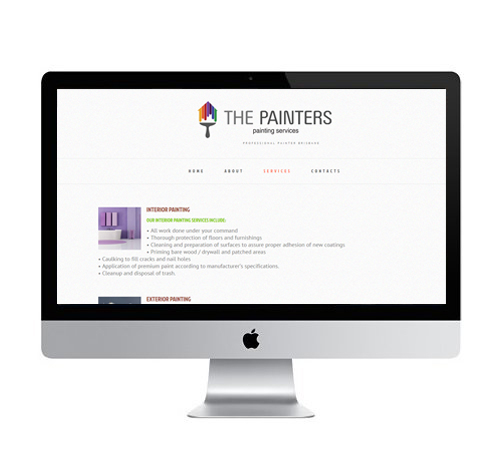 THE PAINTERS
painting services
PROFESSIONAL PAINTER BRISBANE
HOME ABOUT SERVICES CONTACTS
INTERIOR PAINTING
OUR INTERIOR PAINTING SERVICES INCLUDE:
• All work done under your command
• Thorough protection of floors and furnishings
• Cleaning and preparation of surfaces to assure proper adhesion of new coatings
• Priming bare wood / drywall and patched areas
• Caulking to fill cracks and nail holes
• Application of premium paint according to manufacturer's specifications.
• Cleanup and disposal of trash.
EXTERIOR PAINTING